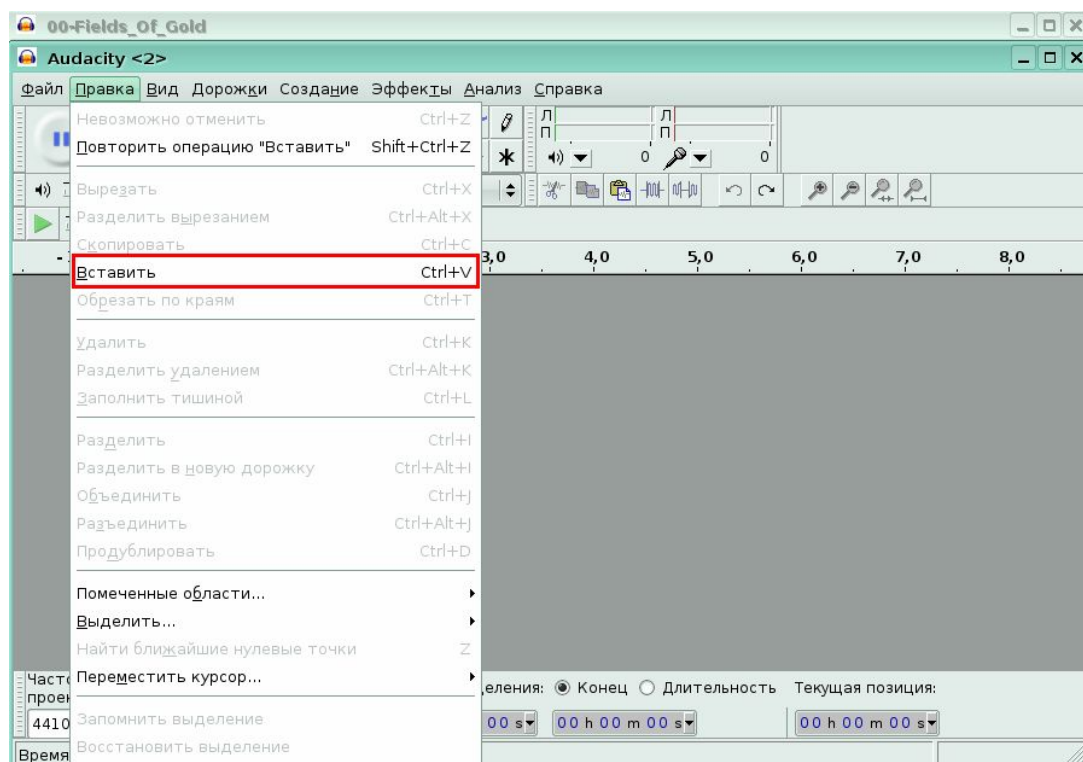 00-Fields_Of_Gold
Audacity <2>
Файл Правка Вид Дорожки Создание Эффекты Анализ Справка
Невозможно отменить Ctrl+Z
Повторить операцию "Вставить" Shift+Ctrl+Z
Л Л
П П
0 0
Вырезать Ctrl+X
Разделить вырезанием Ctrl+Alt+X
Скопировать Ctrl+C
3,0 4,0 5,0 6,0 7,0 8,0
Вставить Ctrl+V
Обрезать по краям Ctrl+T
Удалить Ctrl+K
Разделить удалением Ctrl+Alt+K
Заполнить тишиной Ctrl+L
Разделить Ctrl+I
Разделить в новую дорожку Ctrl+Alt+I
Объединить Ctrl+J
Разъединить Ctrl+Alt+J
Продублировать Ctrl+D
Помеченные области...
Выделить...
Найти ближайшие нулевые точки Z
Переместить курсор...
Конец Длительность Текущая позиция:
Запомнить выделение
4410 00 s 00 h 00 m 00 s 00 h 00 m 00 s
Восстановить выделение
Время